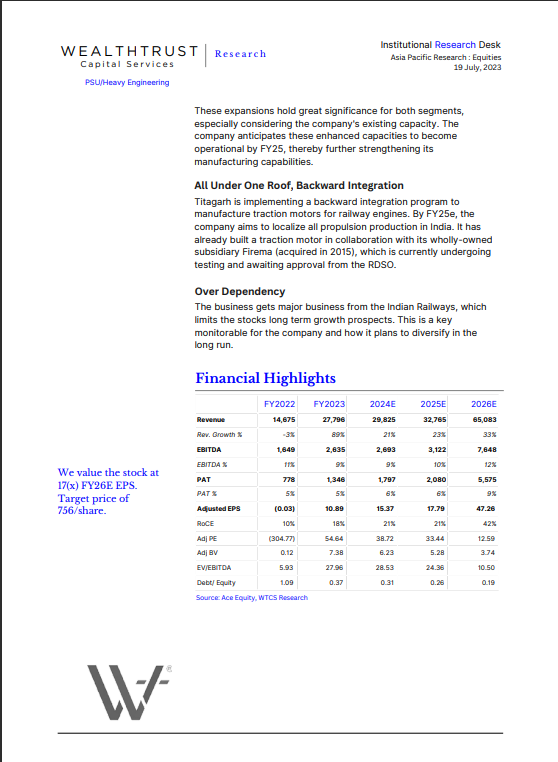 WEALTHTRUST
Capital Services
Research
PSU/Heavy Engineering
Institutional Research Desk
Asia Pacific Research : Equities
19 July, 2023
These expansions hold great significance for both segments,
especially considering the company's existing capacity. The
company anticipates these enhanced capacities to become
operational by FY25, thereby further strengthening its
manufacturing capabilities.
All Under One Roof, Backward Integration
Titagarh is implementing a backward integration program to
manufacture traction motors for railway engines. By FY25e, the
company aims to localize all propulsion production in India. It has
already built a traction motor in collaboration with its wholly-owned
subsidiary Firema (acquired in 2015), which is currently undergoing
testing and awaiting approval from the RDSO.
Over Dependency
The business gets major business from the Indian Railways, which
limits the stocks long term growth prospects. This is a key
monitorable for the company and how it plans to diversify in the
long run.
Financial Highlights
FY2022 FY2023 2024E 2025E 2026E
Revenue 14,675 27,796 29,825 32,765 65,083
Rev. Growth % -3% 89% 21% 23% 33%
EBITDA 1,649 2,635 2,693 3,122 7,648
EBITDA % 11% 9% 9% 10% 12%
PAT 778 1,346 1,797 2,080 5,575
PAT % 5% 5% 6% 6% 9%
Adjusted EPS (0.03) 10.89 15.37 17.79 47.26
RoCE 10% 18% 21% 21% 42%
Adj PE (304.77) 54.64 38.72 33.44 12.59
Adj BV 0.12 7.38 6.23 5.28 3.74
EV/EBITDA 5.93 27.96 28.53 24.36 10.50
Debt/ Equity 1.09 0.37 0.31 0.26 0.19
Source: Ace Equity, WTCS Research
We value the stock at
17(x) FY26E EPS.
Target price of
756/share.
W+®